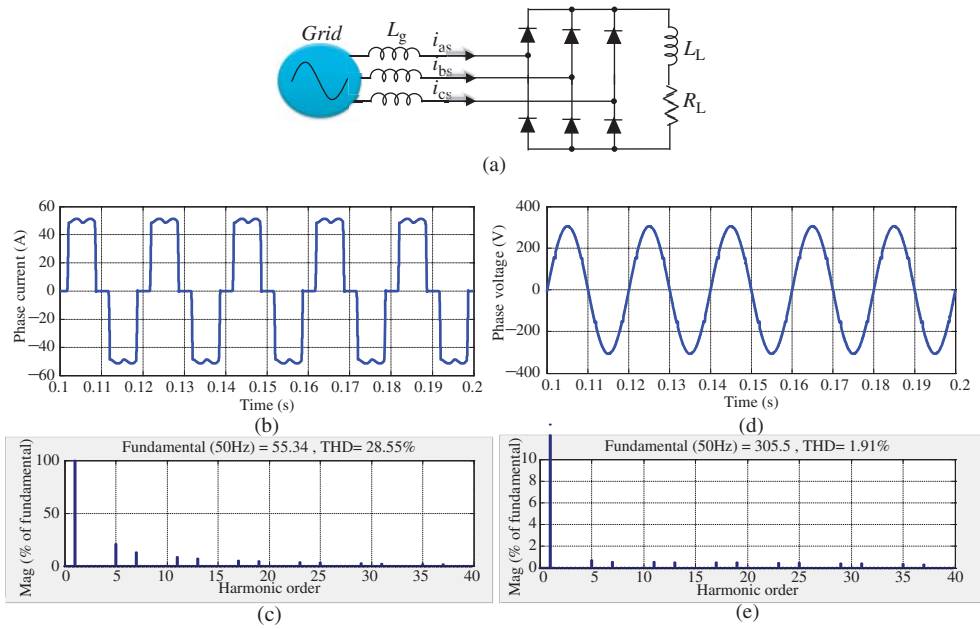 Grid
Lg
ias
ibs
ics
LL
RL
(a)
Phase current (A)
60
40
20
0
−20
−40
−60
0.1 0.11 0.12 0.13 0.14 0.15 0.16 0.17 0.18 0.19 0.2
Time (s)
(b)
Phase voltage (V)
400
200
0
−200
−400
0.1 0.11 0.12 0.13 0.14 0.15 0.16 0.17 0.18 0.19 0.2
Time (s)
(d)
Fundamental (50Hz) = 55.34 , THD= 28.55%
Mag (% of fundamental)
100
50
0
0 5 10 15 20 25 30 35 40
Harmonic order
(c)
Fundamental (50Hz) = 305.5 , THD= 1.91%
Mag (% of fundamental)
10
8
6
4
2
0
0 5 10 15 20 25 30 35 40
Harmonic order
(e)